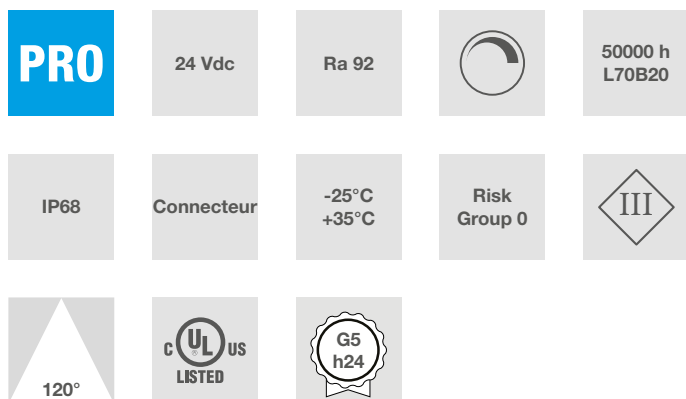 PRO
24 Vdc
Ra 92
50000 h
L70B20
IP68
Connecteur
-25°C
+35°C
Risk
Group 0
III
120°
C UL US
®
LISTED
G5
h24